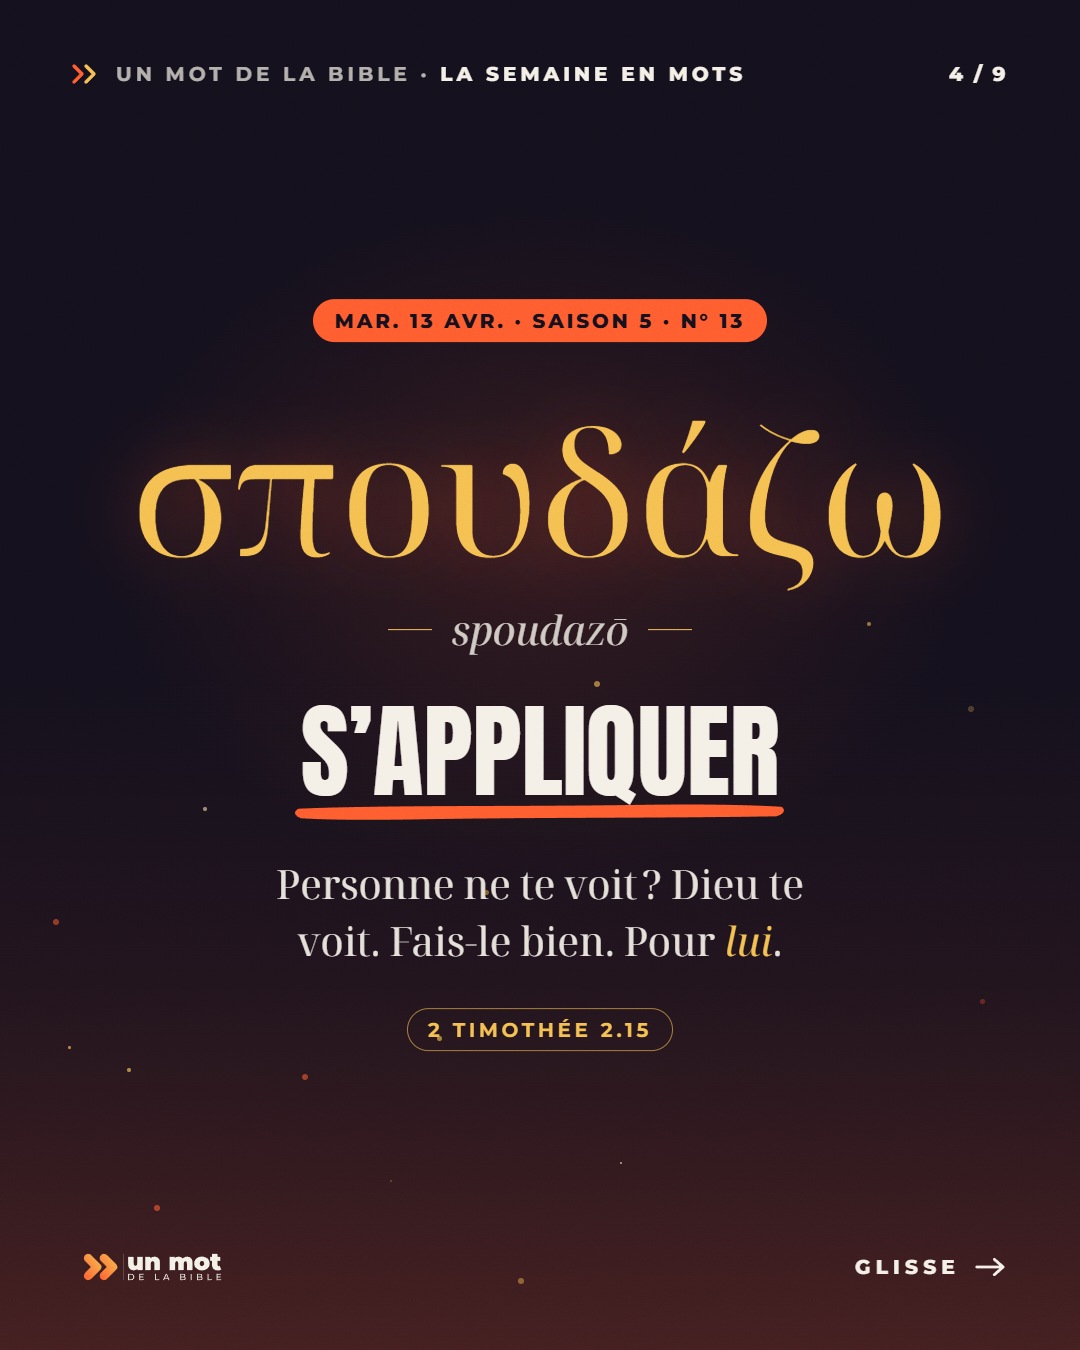 UN MOT DE LA BIBLE · LA SEMAINE EN MOTS
4 / 9
MAR. 13 AVR. · SAISON 5 · N° 13
σπουδάζω
spoudazō
S’APPLIQUER
Personne ne te voit ? Dieu te
voit. Fais-le bien. Pour lui.
2 TIMOTHÉE 2.15
un mot
DE LA BIBLE
GLISSE →